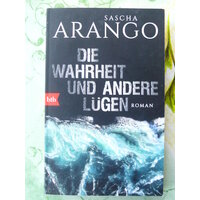 SASCHA
ARANGO
DIE
WAHRHEIT
UND ANDERE
LÜGEN
ROMAN
btb